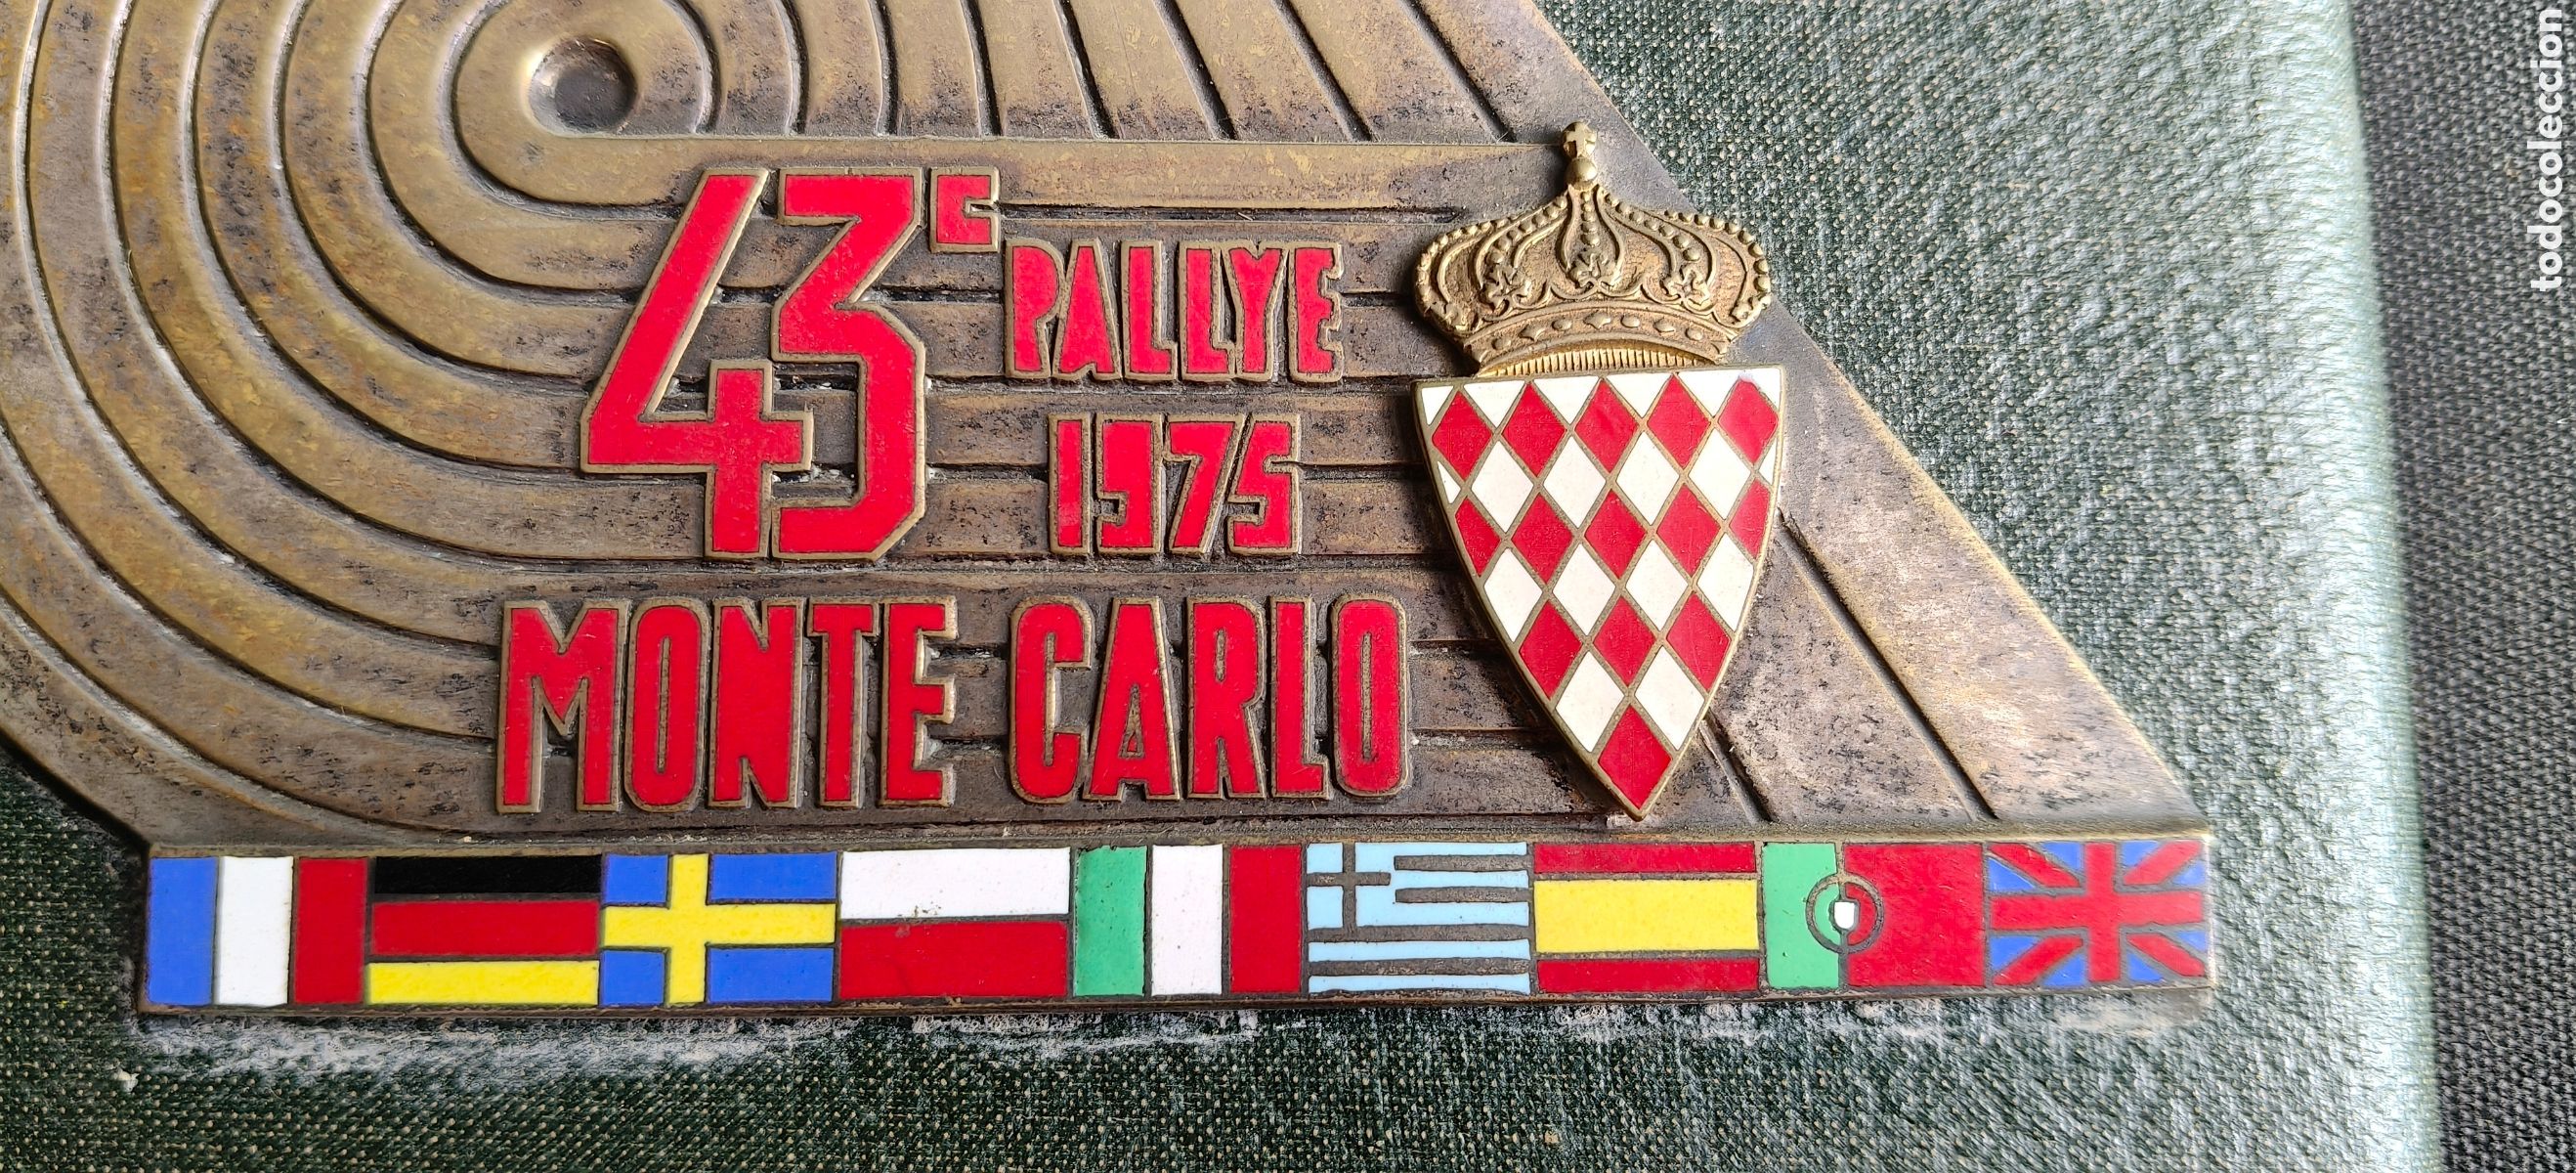 43e RALLYE
1975
MONTE CARLO
todocoleccion